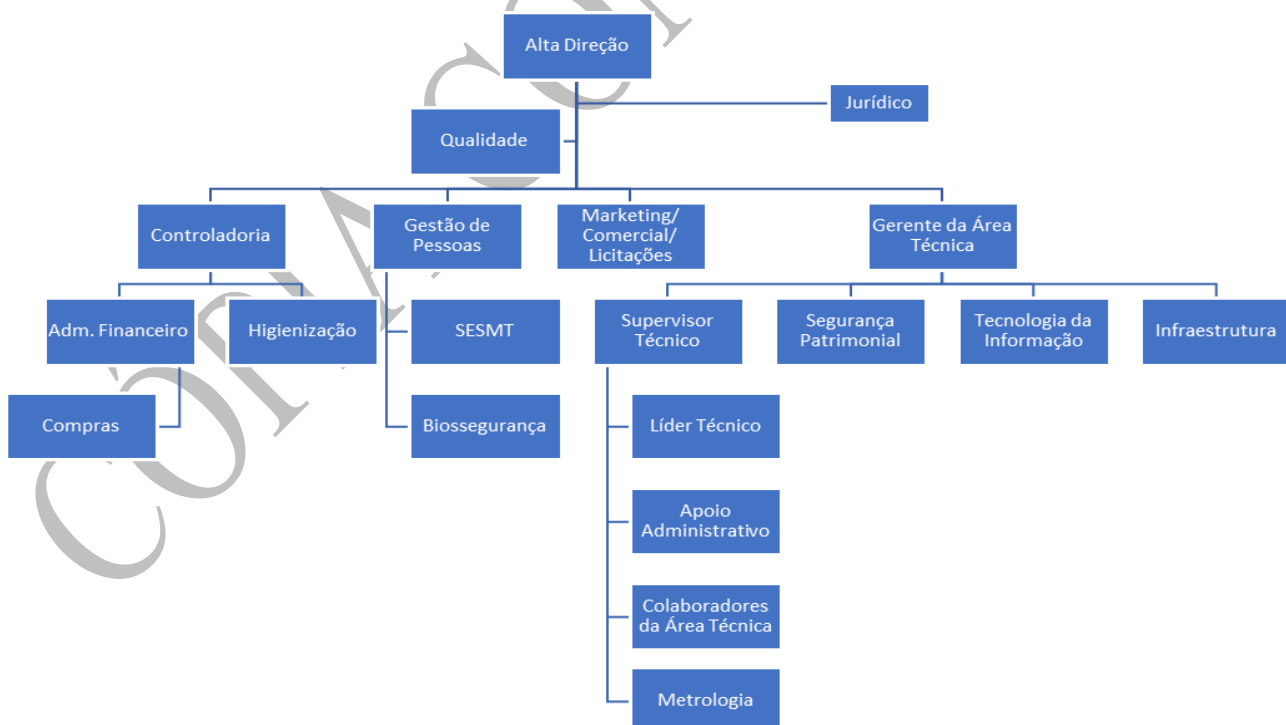 Alta Direção
Jurídico
Qualidade
Controladoria
Gestão de
Pessoas
Marketing/
Comercial/
Licitações
Gerente da Área
Técnica
Adm. Financeiro
Higienização
SESMT
Supervisor
Técnico
Segurança
Patrimonial
Tecnologia da
Informação
Infraestrutura
Compras
Biossegurança
Líder Técnico
Apoio
Administrativo
Colaboradores
da Área Técnica
Metrologia